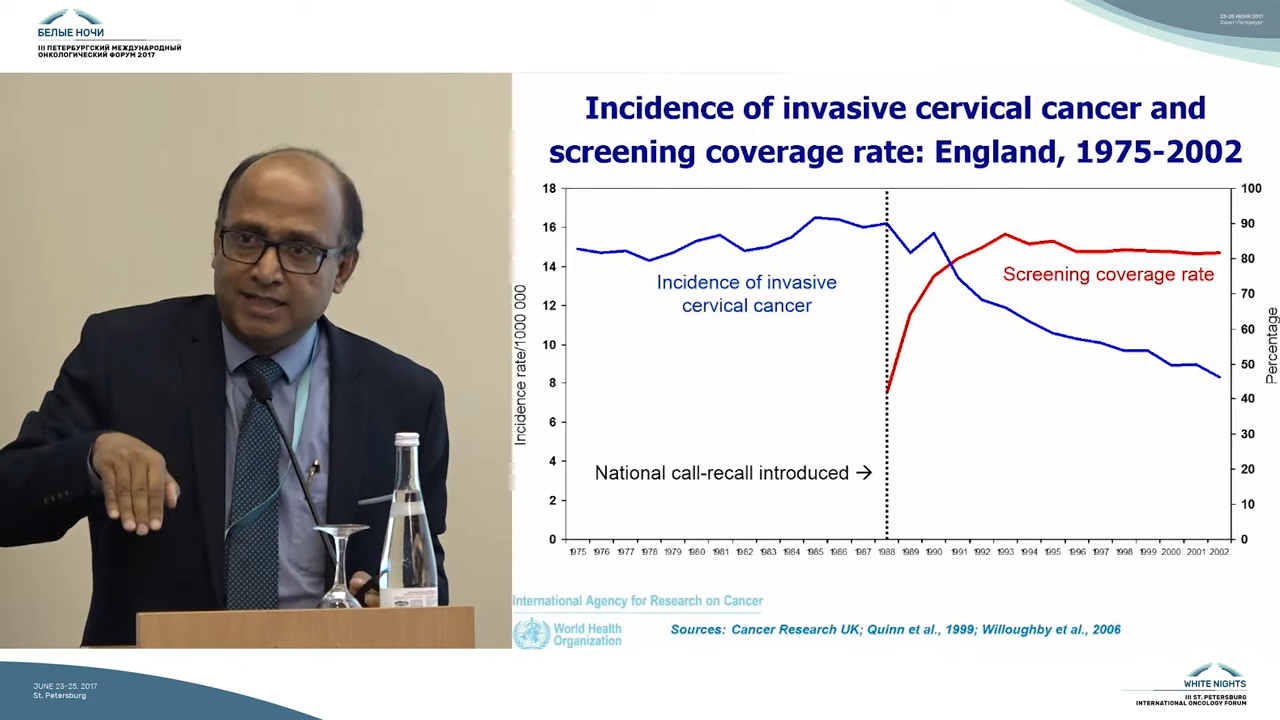 БЕЛЫЕ НОЧИ
III ПЕТЕРБУРГСКИЙ МЕЖДУНАРОДНЫЙ
ОНКОЛОГИЧЕСКИЙ ФОРУМ 2017
23-25 ИЮНЯ 2017
Санкт-Петербург
Incidence of invasive cervical cancer and
screening coverage rate: England, 1975-2002
18
16
14
12
10
8
6
4
2
0
Incidence rate/1000 000
100
90
80
70
60
50
40
30
20
10
0
Percentage
Incidence of invasive
cervical cancer
Screening coverage rate
National call-recall introduced →
1975 1976 1977 1978 1979 1980 1981 1982 1983 1984 1985 1986 1987 1988 1989 1990 1991 1992 1993 1994 1995 1996 1997 1998 1999 2000 2001 2002
International Agency for Research on Cancer
World Health
Organization
Sources: Cancer Research UK; Quinn et al., 1999; Willoughby et al., 2006
JUNE 23-25, 2017
St. Petersburg
WHITE NIGHTS
III ST. PETERSBURG
INTERNATIONAL ONCOLOGY FORUM